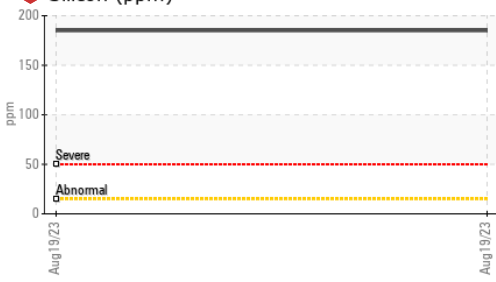 Silicon (ppm)
200
150
100
50
0
ppm
Severe
Abnormal
Aug19/23
Aug19/23